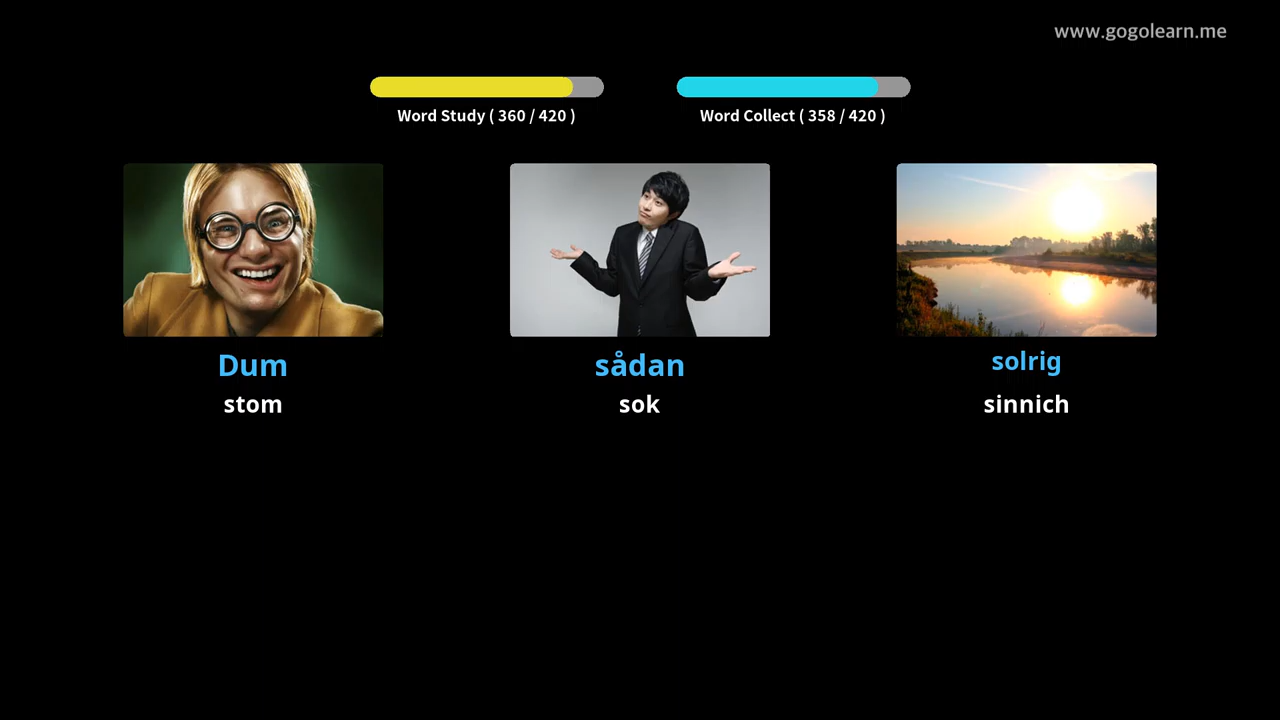 www.gogolearn.me
Word Study ( 360 / 420 )
Word Collect ( 358 / 420 )
Dum
sådan
solrig
stom
sok
sinnich